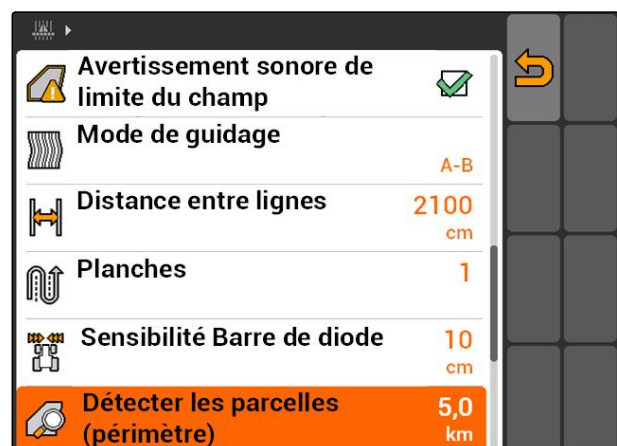 Avertissement sonore de
limite du champ
Mode de guidage
A-B
Distance entre lignes
2100
cm
Planches
1
Sensibilité Barre de diode
10
cm
Détecter les parcelles
(périmètre)
5,0
km